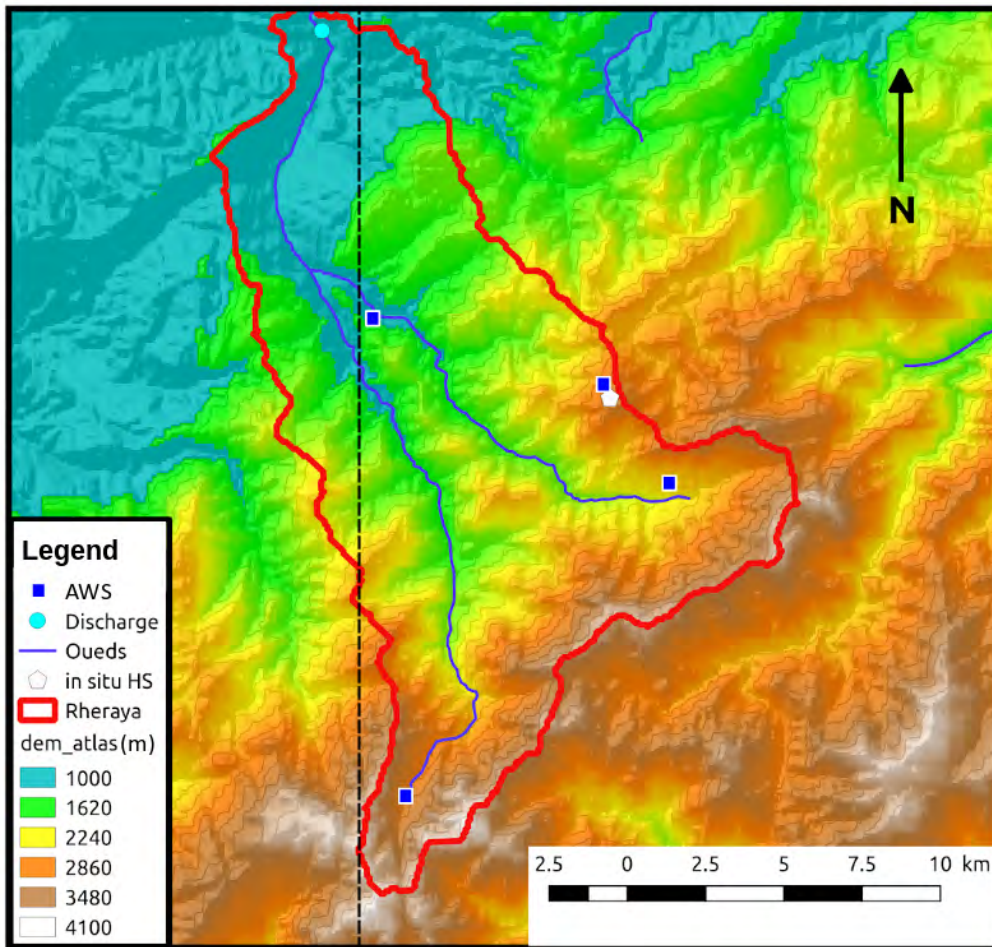 N
Legend
AWS
Discharge
Oueds
in situ HS
Rheraya
dem_atlas(m)
1000
1620
2240
2860
3480
4100
2.5 0 2.5 5 7.5 10 km